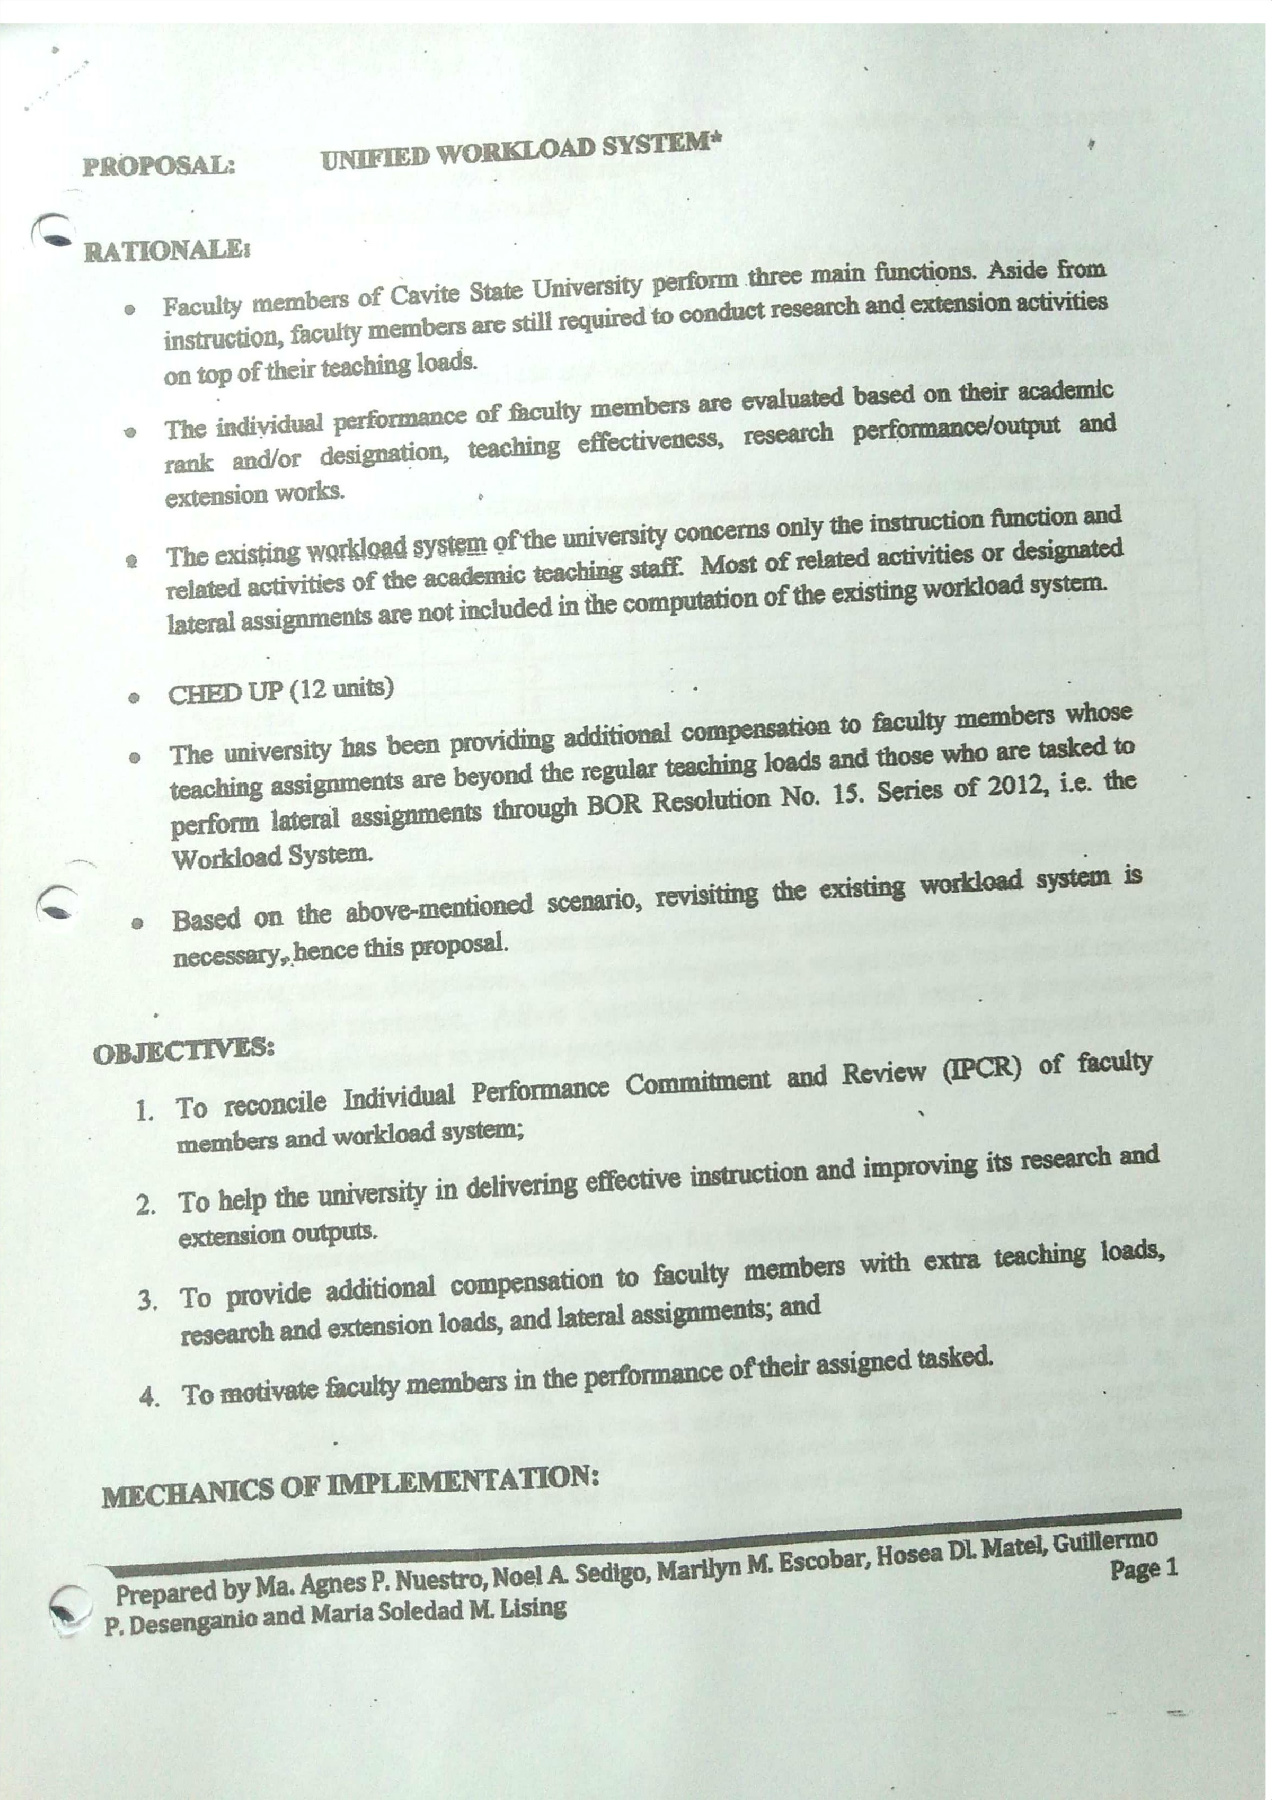 PROPOSAL: UNIFIED WORKLOAD SYSTEM*
RATIONALE:
• Faculty members of Cavite State University perform three main functions. Aside from
instruction, faculty members are still required to conduct research and extension activities
on top of their teaching loads.
• The individual performance of faculty members are evaluated based on their academic
rank and/or designation, teaching effectiveness, research performance/output and
extension works.
• The existing workload system of the university concerns only the instruction function and
related activities of the academic teaching staff. Most of related activities or designated
lateral assignments are not included in the computation of the existing workload system.
• CHED UP (12 units)
• The university has been providing additional compensation to faculty members whose
teaching assignments are beyond the regular teaching loads and those who are tasked to
perform lateral assignments through BOR Resolution No. 15. Series of 2012, i.e. the
Workload System.
• Based on the above-mentioned scenario, revisiting the existing workload system is
necessary, hence this proposal.
OBJECTIVES:
1. To reconcile Individual Performance Commitment and Review (IPCR) of faculty
members and workload system;
2. To help the university in delivering effective instruction and improving its research and
extension outputs.
3. To provide additional compensation to faculty members with extra teaching loads,
research and extension loads, and lateral assignments; and
4. To motivate faculty members in the performance of their assigned tasked.
MECHANICS OF IMPLEMENTATION:
Prepared by Ma. Agnes P. Nuestro, Noel A. Sedigo, Marilyn M. Escobar, Hosea Dl. Matel, Guillermo
P. Desenganio and Maria Soledad M. Lising
Page 1